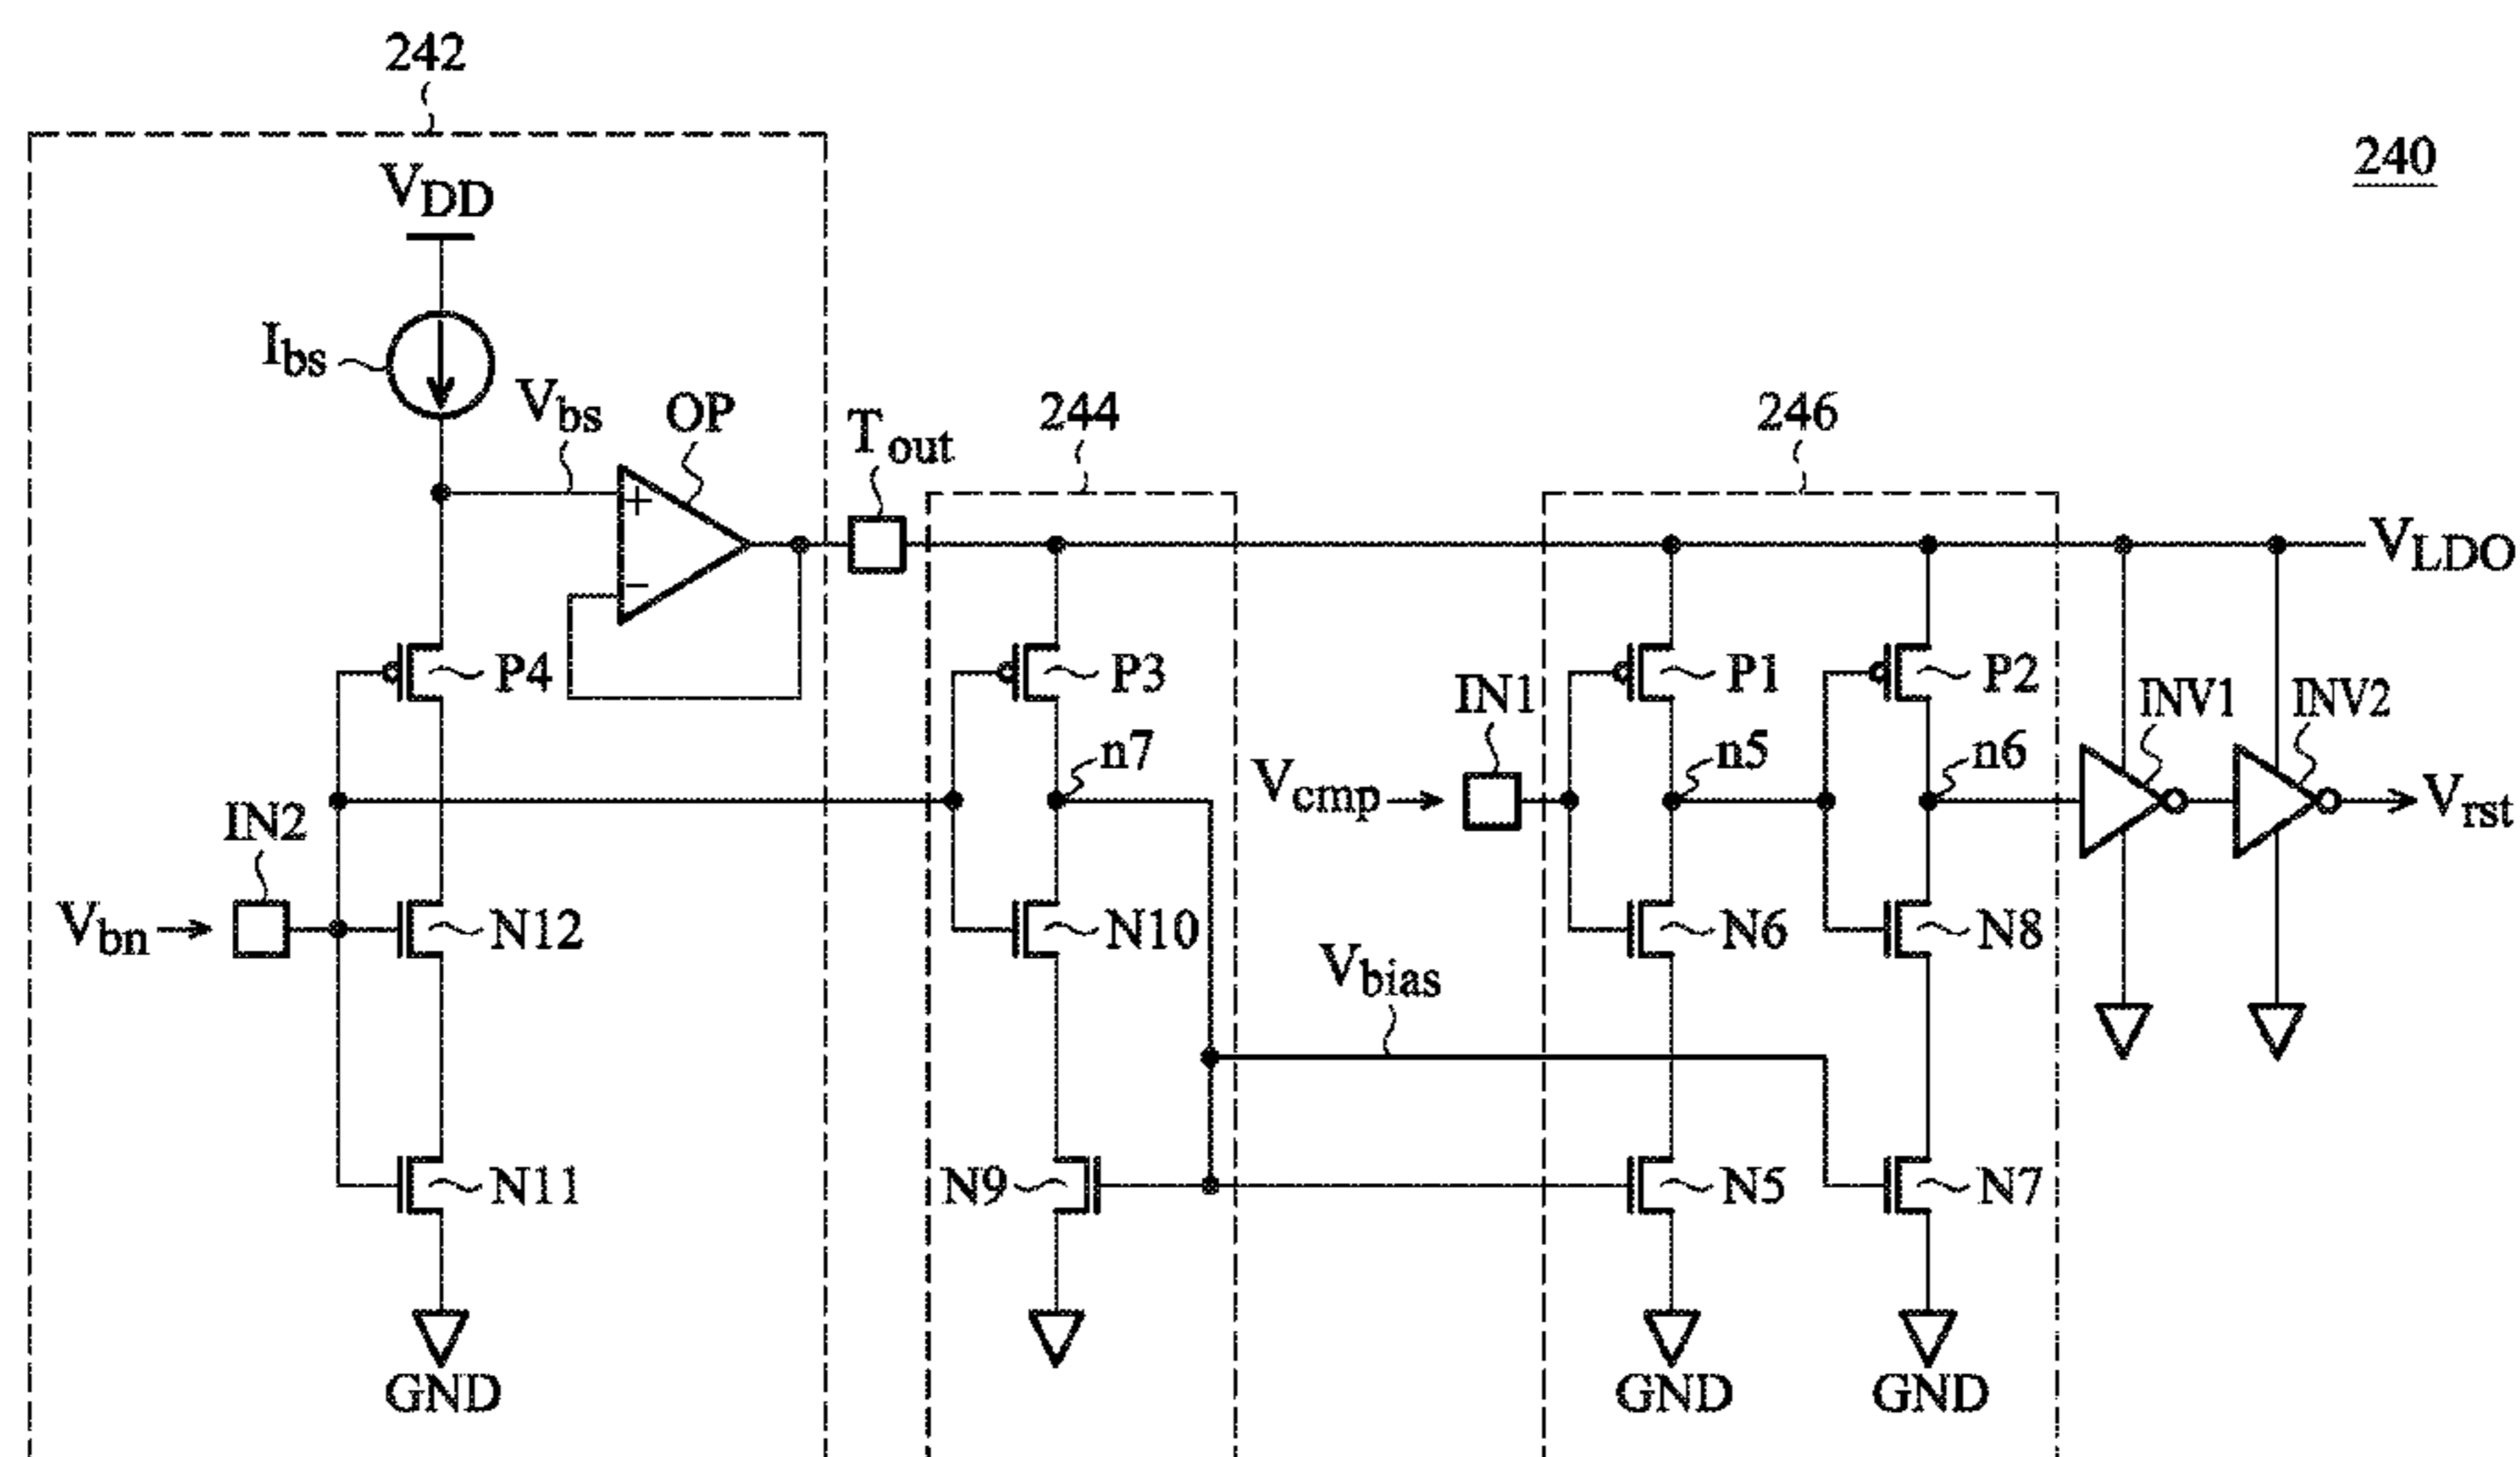 242
240
VDD
Ibs
Vbs
OP
Tout
244
246
VLDO
P4
P3
P1
P2
IN1
INV1
INV2
n7
n5
n6
Vcmp
Vrst
IN2
Vbn
N12
N10
N6
N8
Vbias
N11
N9
N5
N7
GND
GND
GND
+
−